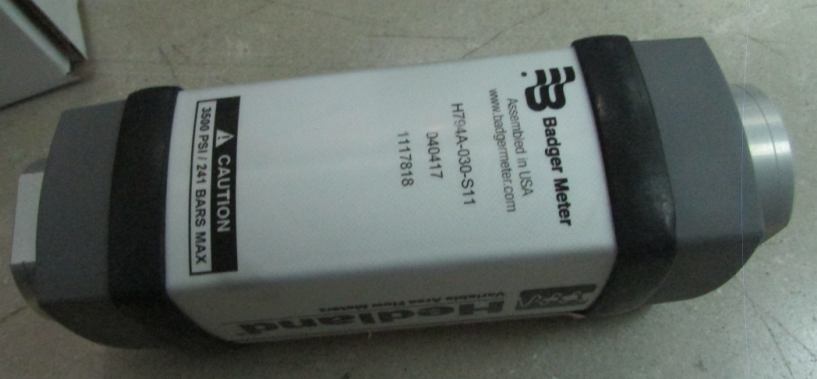 Badger Meter
Assembled in USA
www.badgermeter.com
H794A-030-S11
040417
1117818
CAUTION
3500 PSI / 241 BARS MAX
Hedland
Variable Area Flow Meters